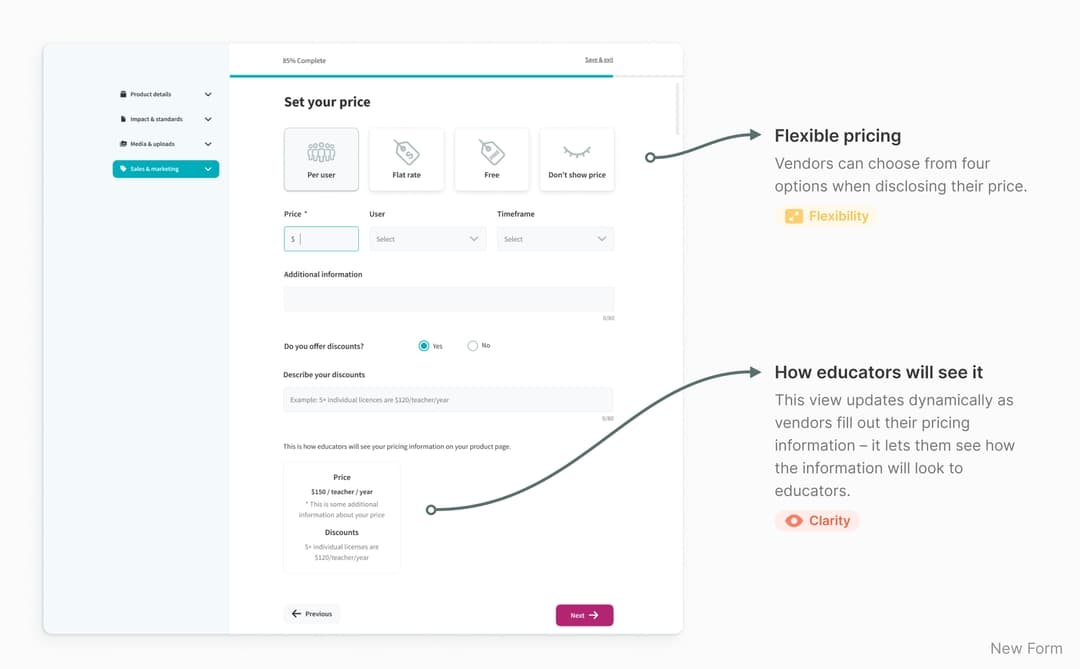 85% Complete
Save & exit
Product details
Impact & standards
Media & uploads
Sales & marketing
Set your price
Per user
Flat rate
Free
Don't show price
Price *
User
Timeframe
$
Select
Select
Additional information
0/80
Do you offer discounts?
Yes
No
Describe your discounts
Example: 5+ individual licences are $120/teacher/year
0/80
This is how educators will see your pricing information on your product page.
Price
$150 / teacher / year
* This is some additional
information about your price
Discounts
5+ individual licenses are
$120/teacher/year
Previous
Next
Flexible pricing
Vendors can choose from four
options when disclosing their price.
Flexibility
How educators will see it
This view updates dynamically as
vendors fill out their pricing
information – it lets them see how
the information will look to
educators.
Clarity
New Form